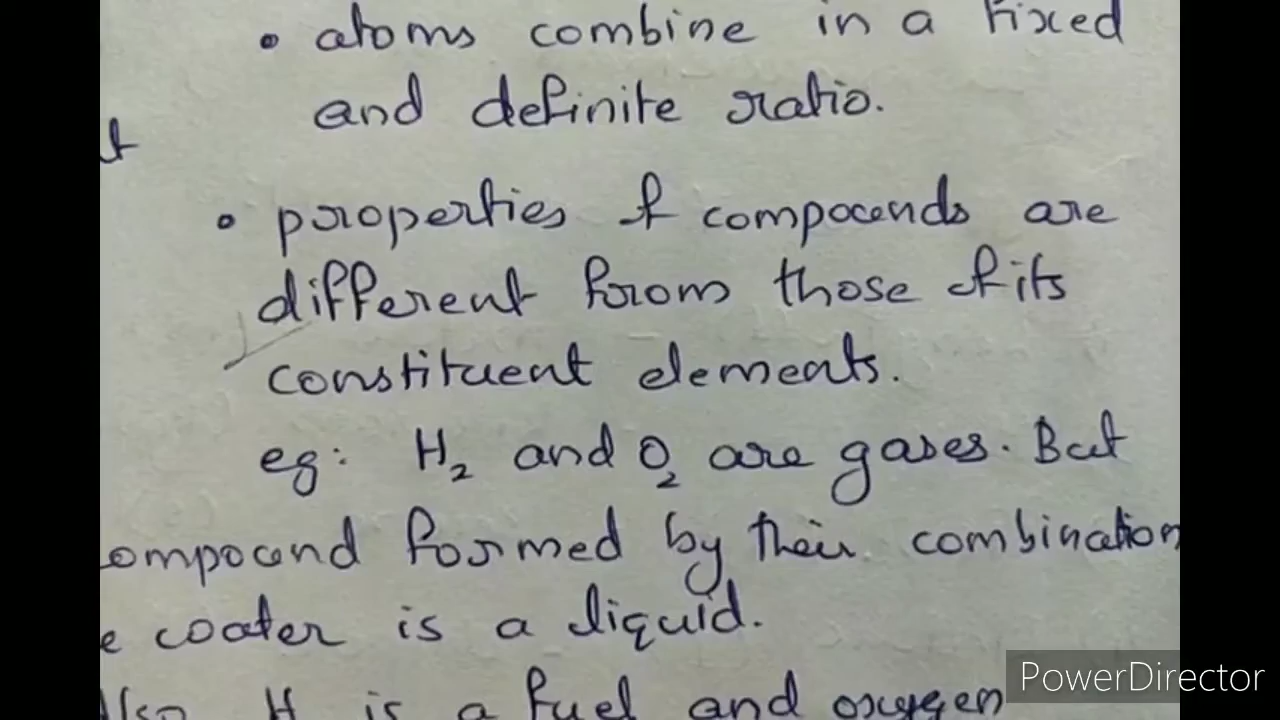 • atoms combine in a fixed
and definite ratio.
• properties of compounds are
different from those of its
constituent elements.
eg: H₂ and O₂ are gases. But
ompound formed by their combination
e water is a liquid.
Also H is a fuel and oxygen
PowerDirector